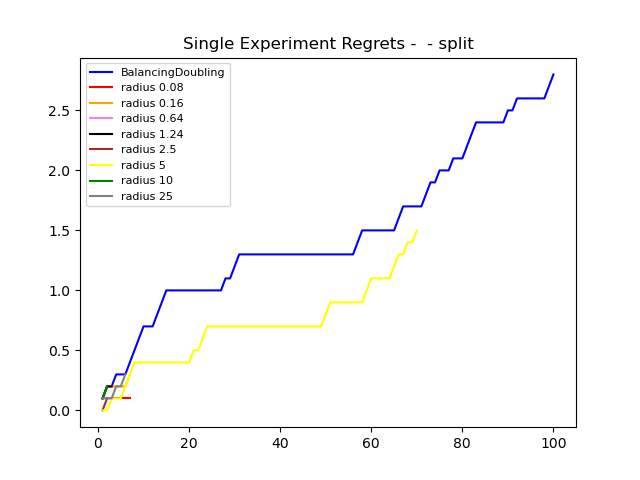 Single Experiment Regrets -  - split
BalancingDoubling
radius 0.08
radius 0.16
radius 0.64
radius 1.24
radius 2.5
radius 5
radius 10
radius 25
2.5
2.0
1.5
1.0
0.5
0.0
0 20 40 60 80 100